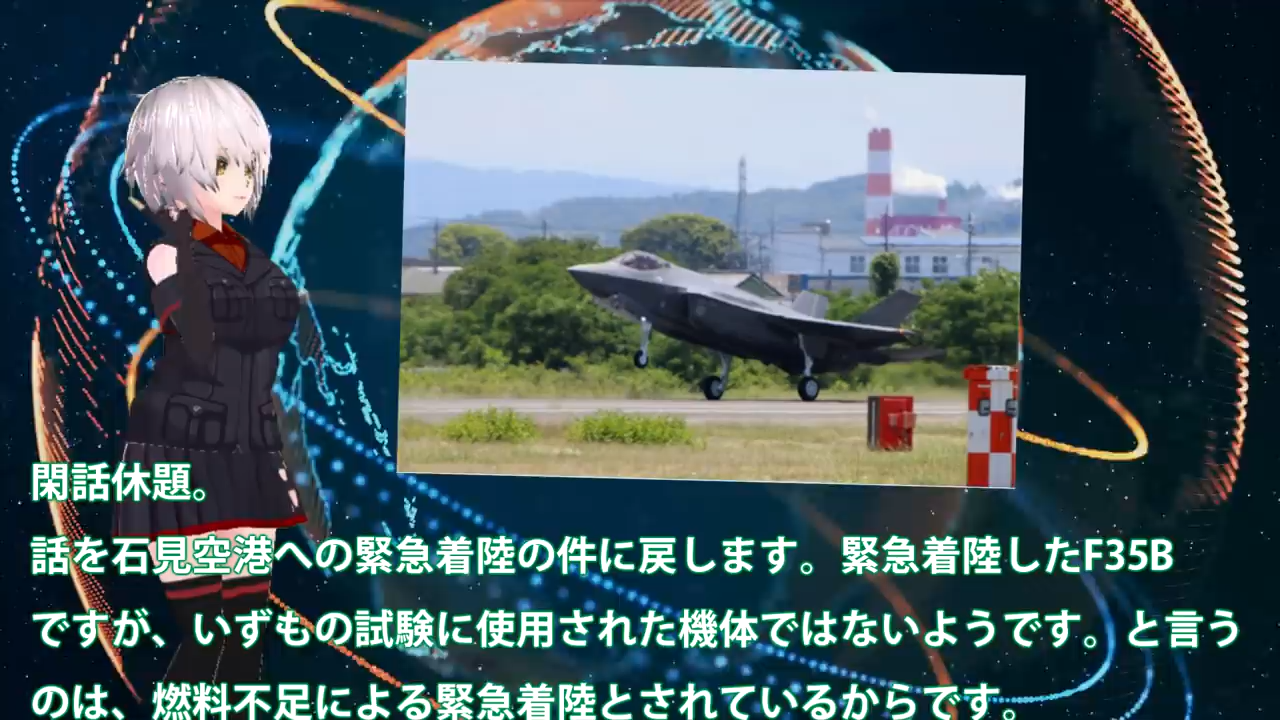 閑話休題。
話を石見空港への緊急着陸の件に戻します。緊急着陸したF35B
ですが、いずもの試験に使用された機体ではないようです。と言う
のは、燃料不足による緊急着陸とされているからです。